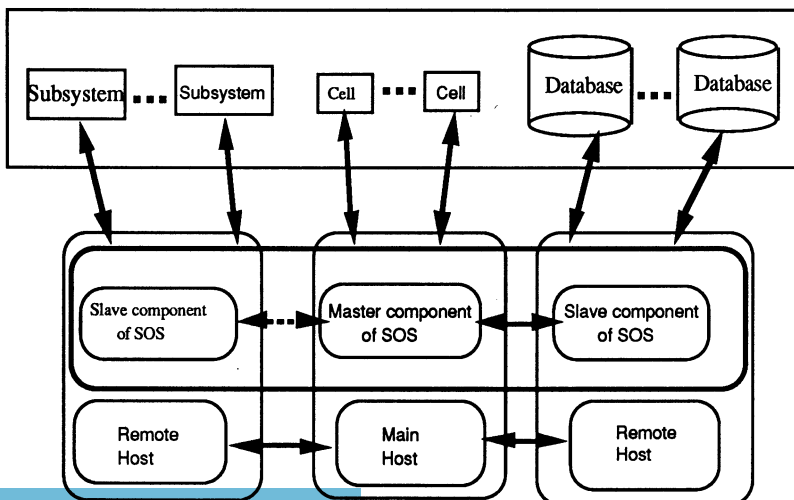 Subsystem
Subsystem
Cell
Cell
Database
Database
Slave component
of SOS
Master component
of SOS
Slave component
of SOS
Remote
Host
Main
Host
Remote
Host